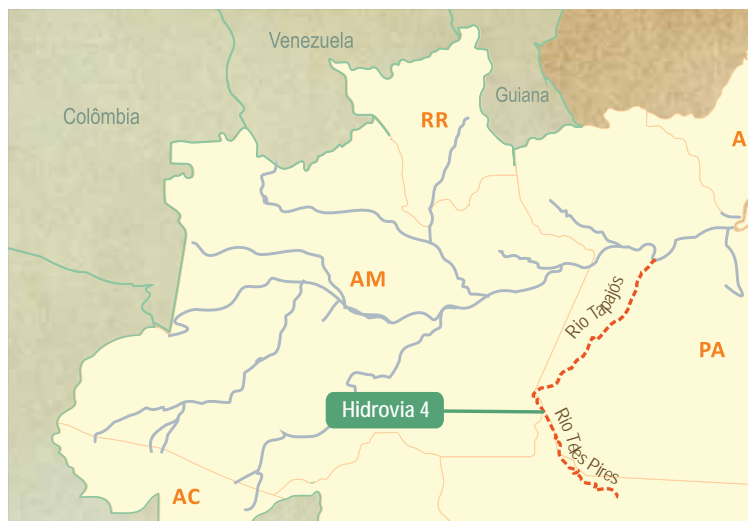 Venezuela
Guiana
Colômbia
RR
A
AM
Rio Tapajós
PA
Hidrovia 4
Rio Teles Pires
AC